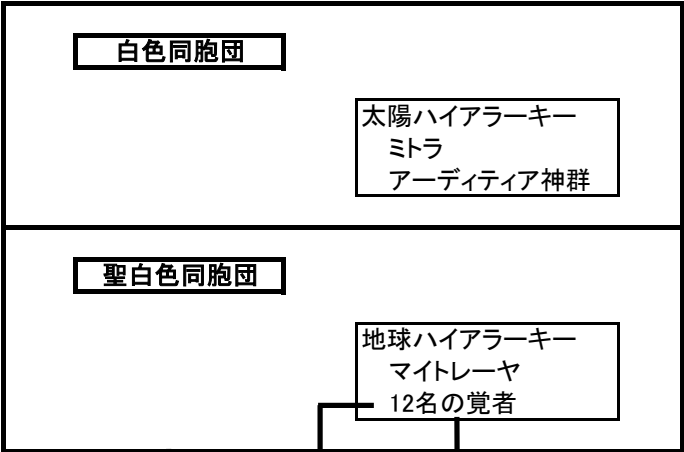 白色同胞団
太陽ハイアラーキー
ミトラ
アーディティア神群
聖白色同胞団
地球ハイアラーキー
マイトレーヤ
12名の覚者